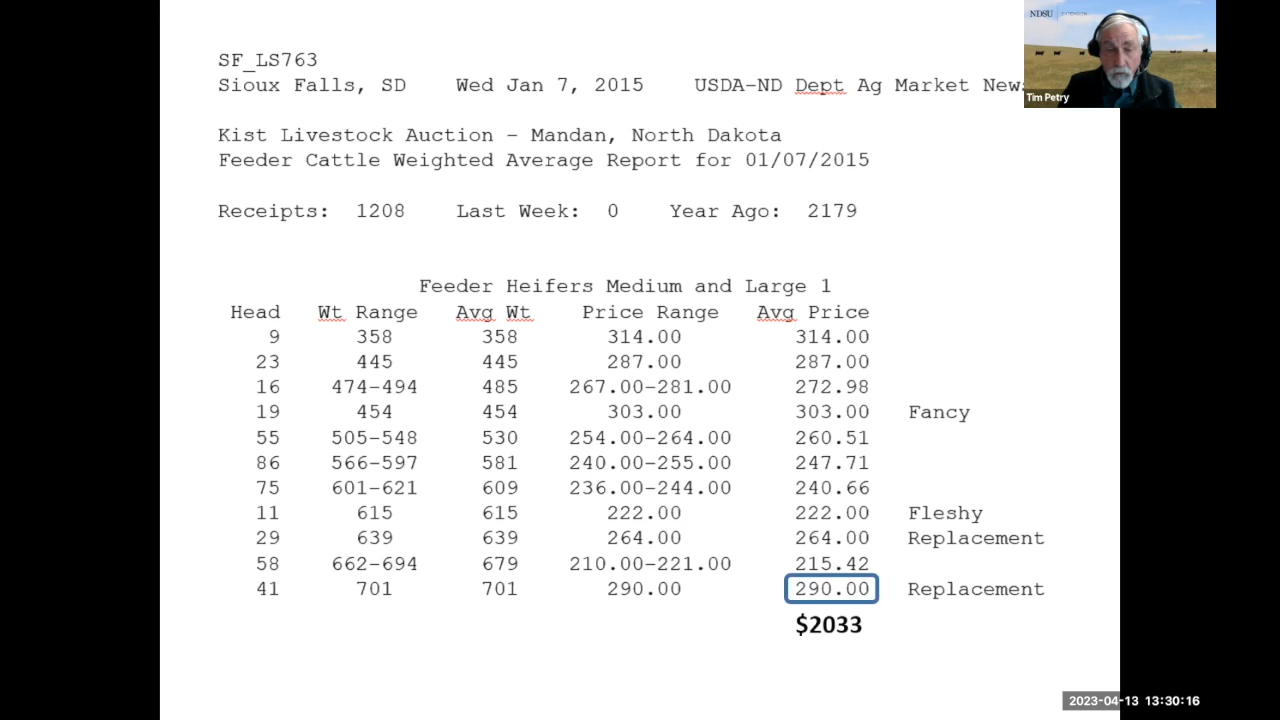 NDSU EXTENSION
SF_LS763
Sioux Falls, SD Wed Jan 7, 2015 USDA-ND Dept Ag Market News
Tim Petry
Kist Livestock Auction - Mandan, North Dakota
Feeder Cattle Weighted Average Report for 01/07/2015
Receipts: 1208 Last Week: 0 Year Ago: 2179
Feeder Heifers Medium and Large 1
Head Wt Range Avg Wt Price Range Avg Price
9 358 358 314.00 314.00
23 445 445 287.00 287.00
16 474-494 485 267.00-281.00 272.98
19 454 454 303.00 303.00 Fancy
55 505-548 530 254.00-264.00 260.51
86 566-597 581 240.00-255.00 247.71
75 601-621 609 236.00-244.00 240.66
11 615 615 222.00 222.00 Fleshy
29 639 639 264.00 264.00 Replacement
58 662-694 679 210.00-221.00 215.42
41 701 701 290.00 290.00 Replacement
$2033
2023-04-13 13:30:16